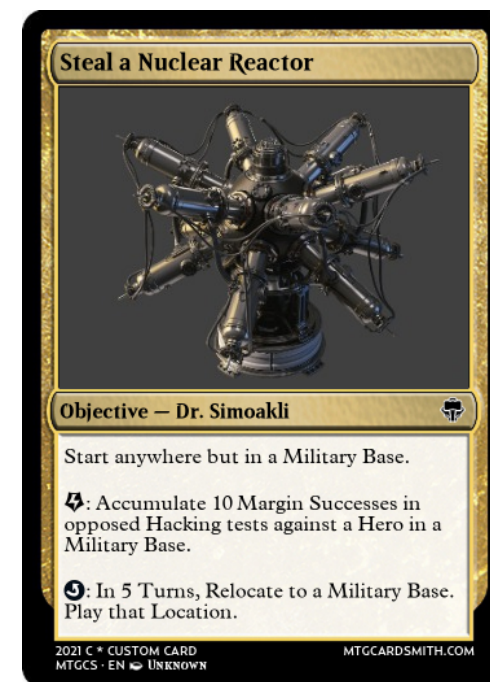 Steal a Nuclear Reactor
Objective — Dr. Simoakli
Start anywhere but in a Military Base.
: Accumulate 10 Margin Successes in
opposed Hacking tests against a Hero in a
Military Base.
: In 5 Turns, Relocate to a Military Base.
Play that Location.
2021 C * CUSTOM CARD
MTGCARDSMITH.COM
MTGCS · EN UNKNOWN